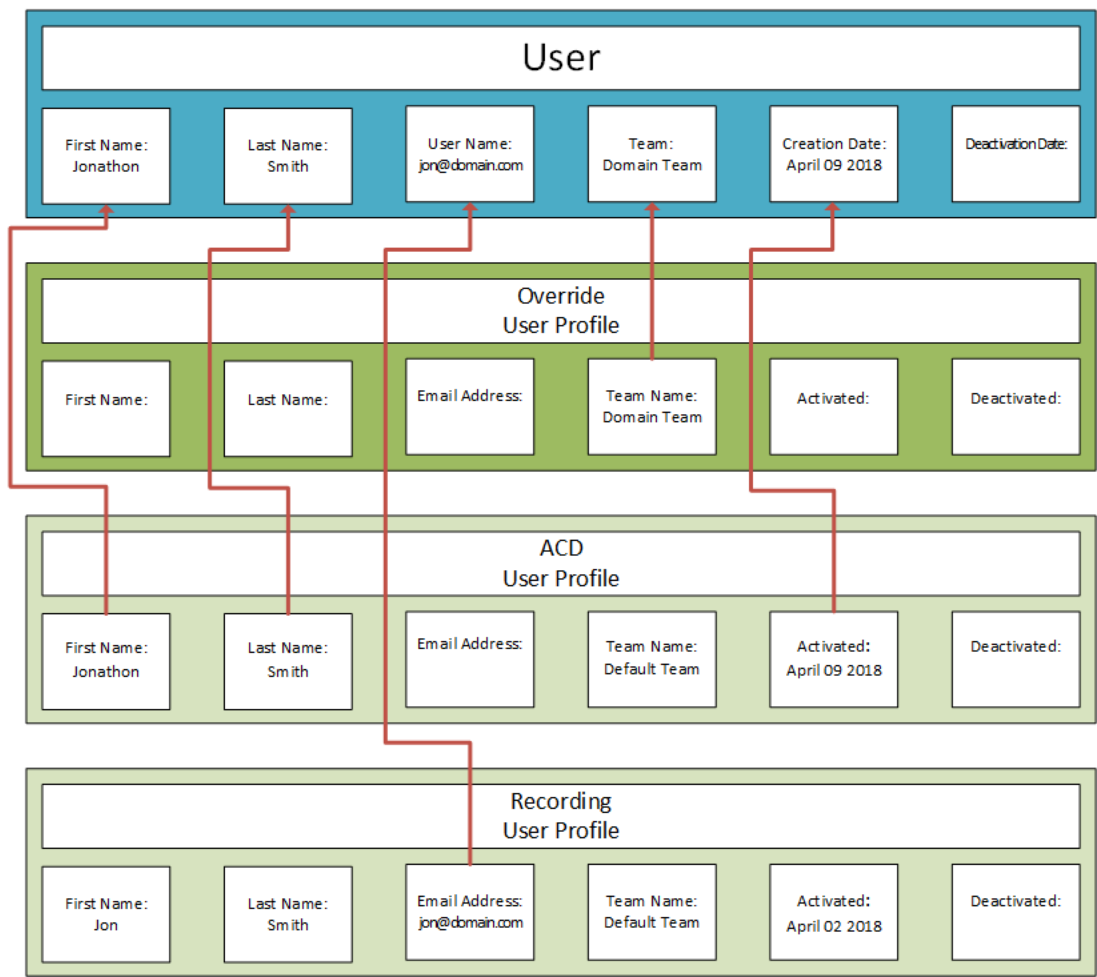 User
First Name:
Jonathon
Last Name:
Smith
User Name:
jon@domain.com
Team:
Domain Team
Creation Date:
April 09 2018
Deactivation Date:
Override
User Profile
First Name:
Last Name:
Email Address:
Team Name:
Domain Team
Activated:
Deactivated:
ACD
User Profile
First Name:
Jonathon
Last Name:
Smith
Email Address:
Team Name:
Default Team
Activated:
April 09 2018
Deactivated:
Recording
User Profile
First Name:
Jon
Last Name:
Smith
Email Address:
jon@domain.com
Team Name:
Default Team
Activated:
April 02 2018
Deactivated: